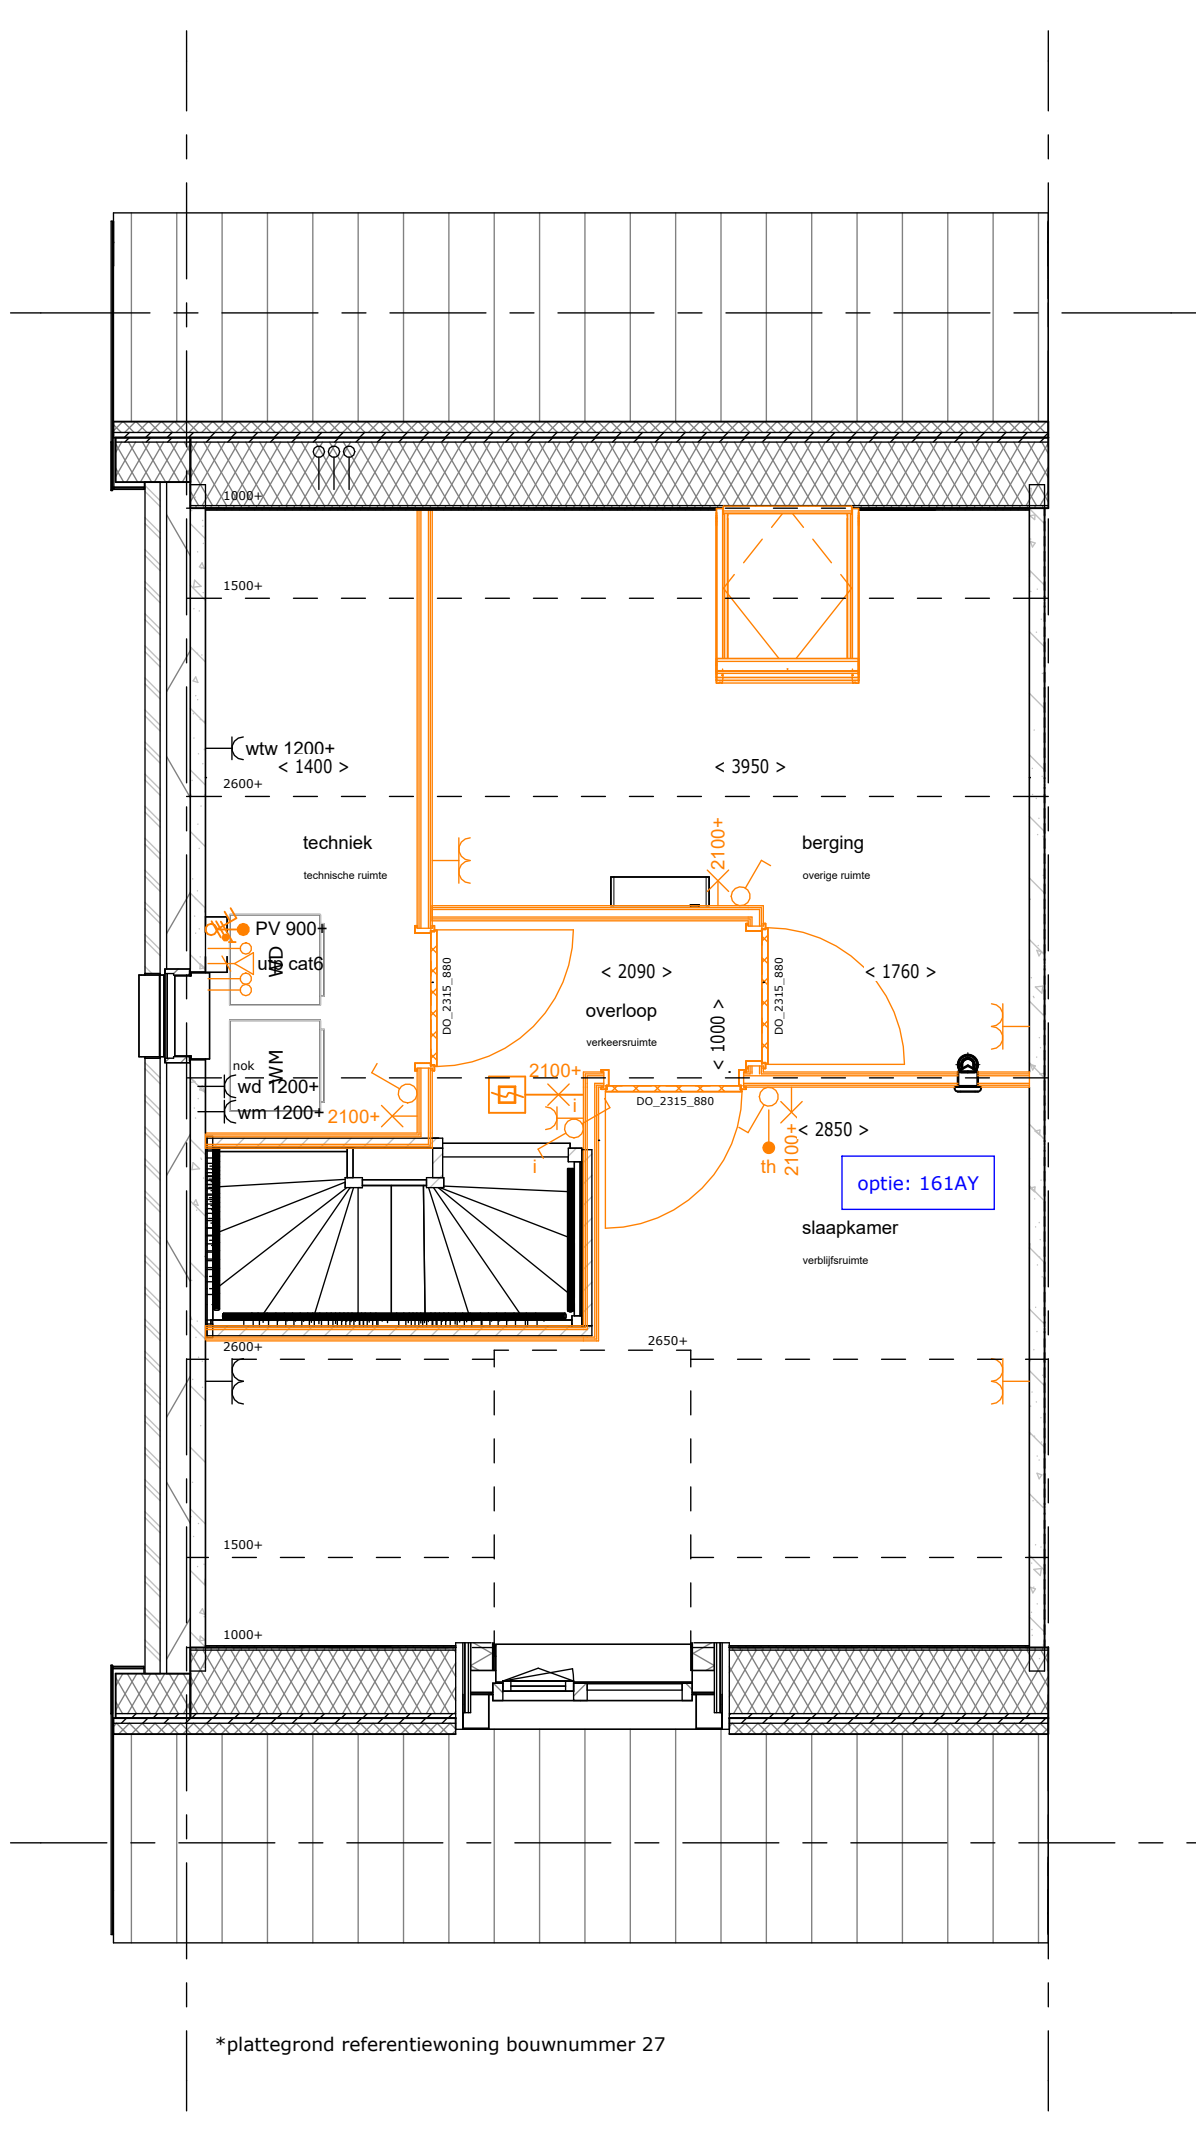 1000+
1500+
wtw 1200+
< 1400 >
< 3950 >
2600+
2100+
techniek
technische ruimte
berging
overige ruimte
PV 900+
WD
utp cat6
DO_2315_880
< 2090 >
DO_2315_880
< 1760 >
overloop
verkeersruimte
< 1000 >
nok
WM
wd 1200+
wm 1200+
2100+
2100+
i
i
DO_2315_880
th
2100+
< 2850 >
optie: 161AY
slaapkamer
verblijfsruimte
2600+
2650+
1500+
1000+
*plattegrond referentiewoning bouwnummer 27